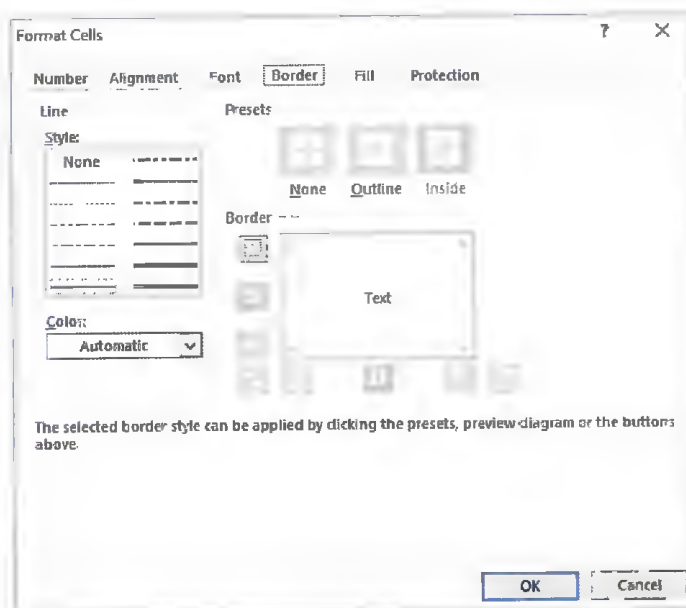 Format Cells ? ×
Number Alignment Font Border Fill Protection
Line
Style:
None
Color:
Automatic
Presets
None Outline Inside
Border
Text
The selected border style can be applied by clicking the presets, preview diagram or the buttons
above.
OK Cancel